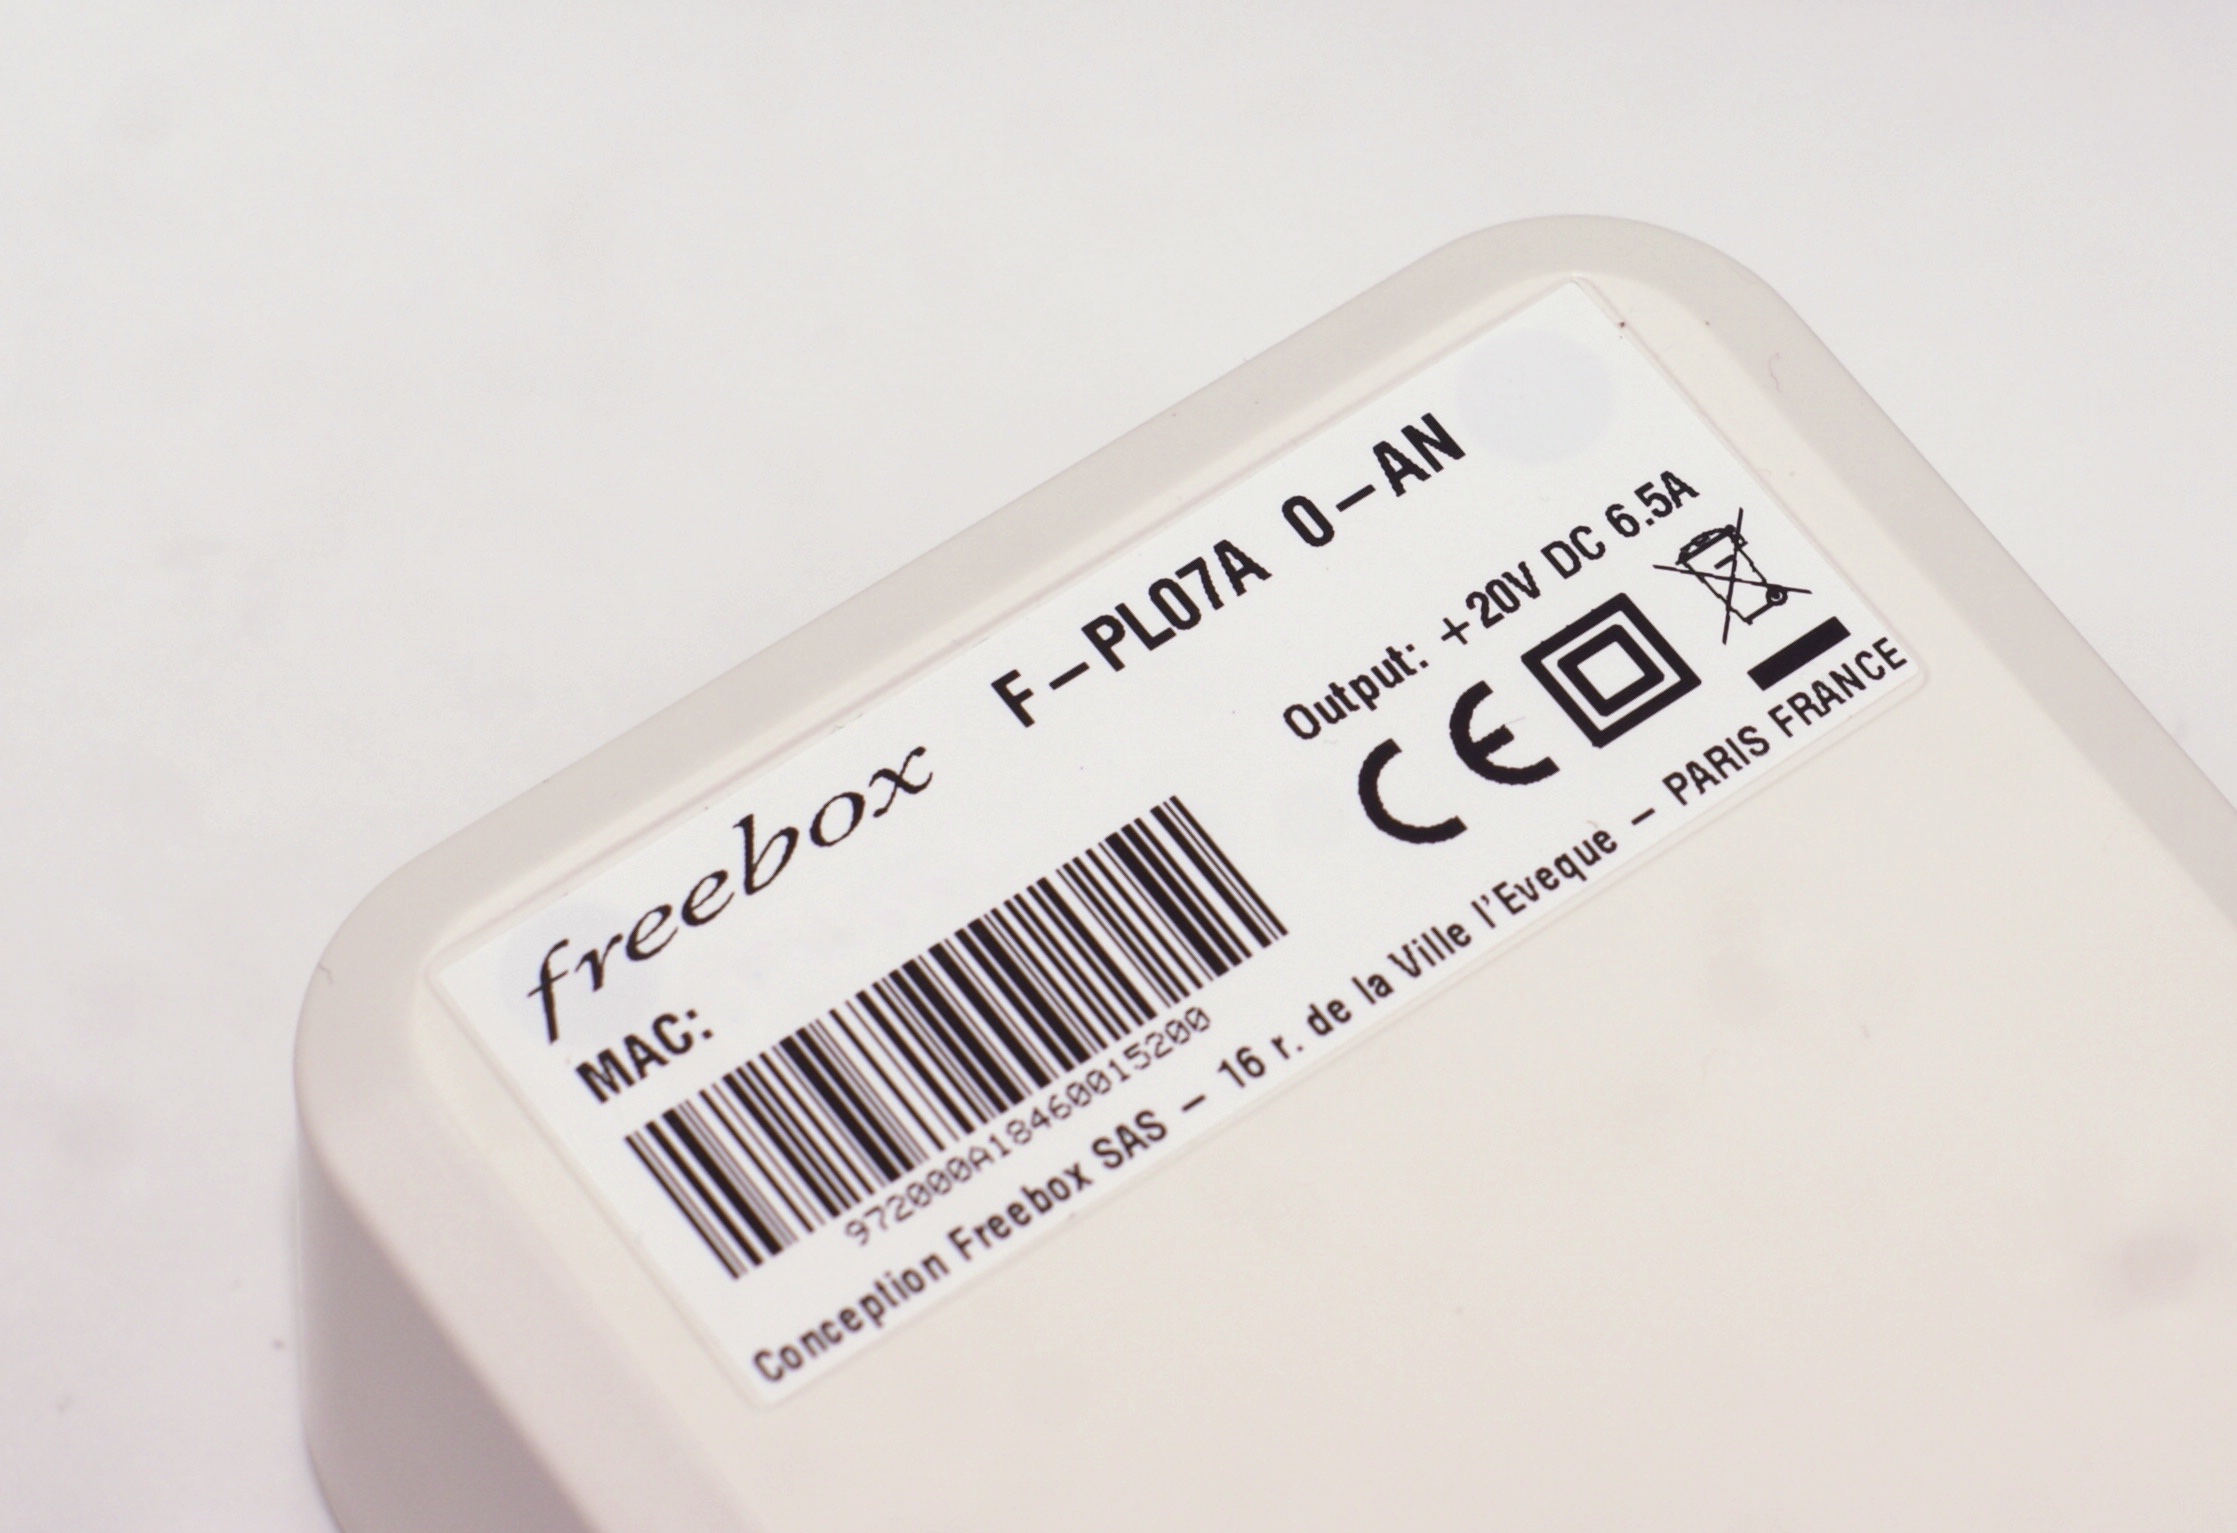 freebox F-PL07A 0-AN
MAC:
Output: +20V DC 6.5A
CE
972000A18460015200
Conception Freebox SAS - 16 r. de la Ville l'Eveque - PARIS FRANCE